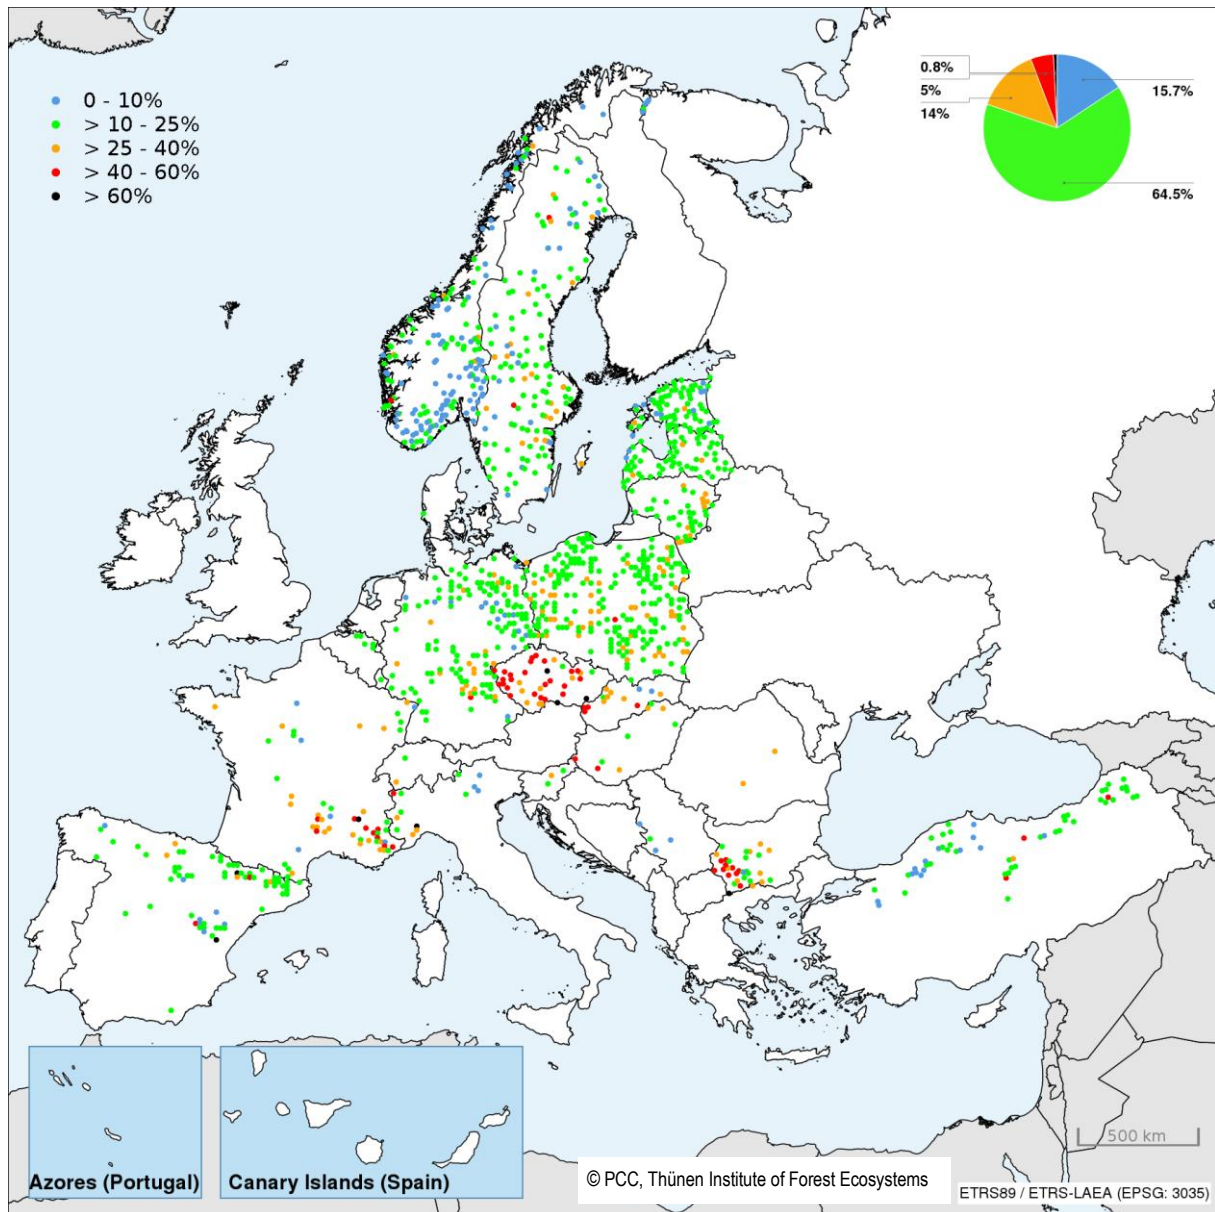 0 - 10%
> 10 - 25%
> 25 - 40%
> 40 - 60%
> 60%
0.8%
5%
14%
15.7%
64.5%
500 km
Azores (Portugal)
Canary Islands (Spain)
© PCC, Thünen Institute of Forest Ecosystems
ETRS89 / ETRS-LAEA (EPSG: 3035)